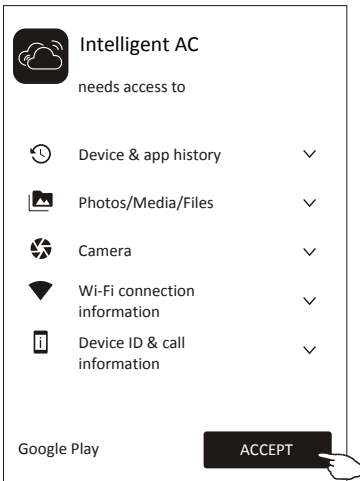 Intelligent AC
needs access to
Device & app history
Photos/Media/Files
Camera
Wi-Fi connection
information
Device ID & call
information
Google Play
ACCEPT